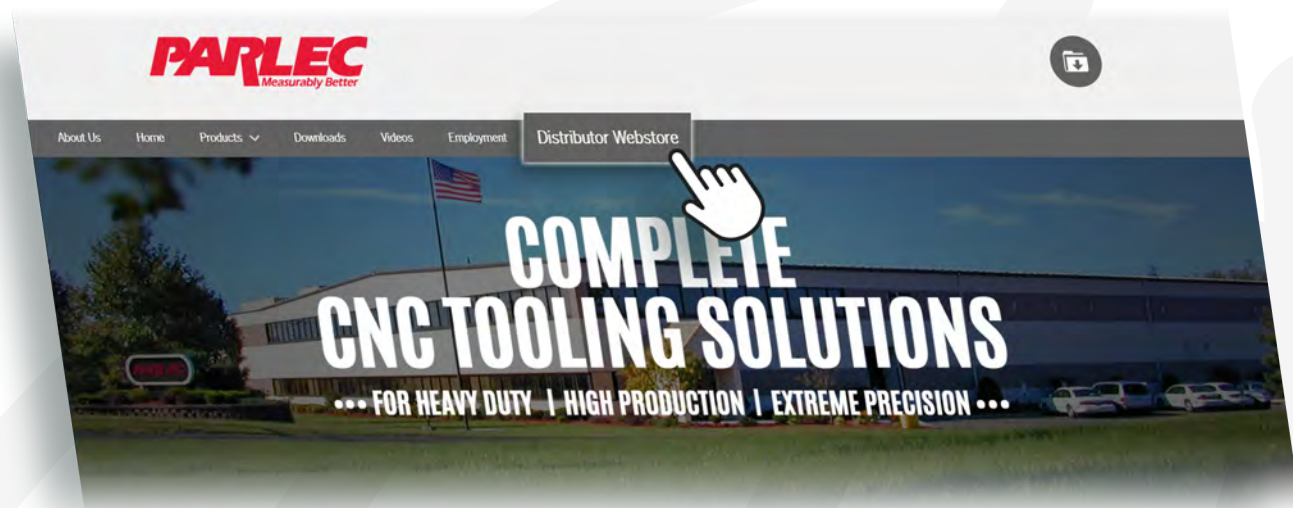 PARLEC
Measurably Better
About Us Home Products Downloads Videos Employment Distributor Webstore
COMPLETE
CNC TOOLING SOLUTIONS
••• FOR HEAVY DUTY | HIGH PRODUCTION | EXTREME PRECISION •••
PARLEC